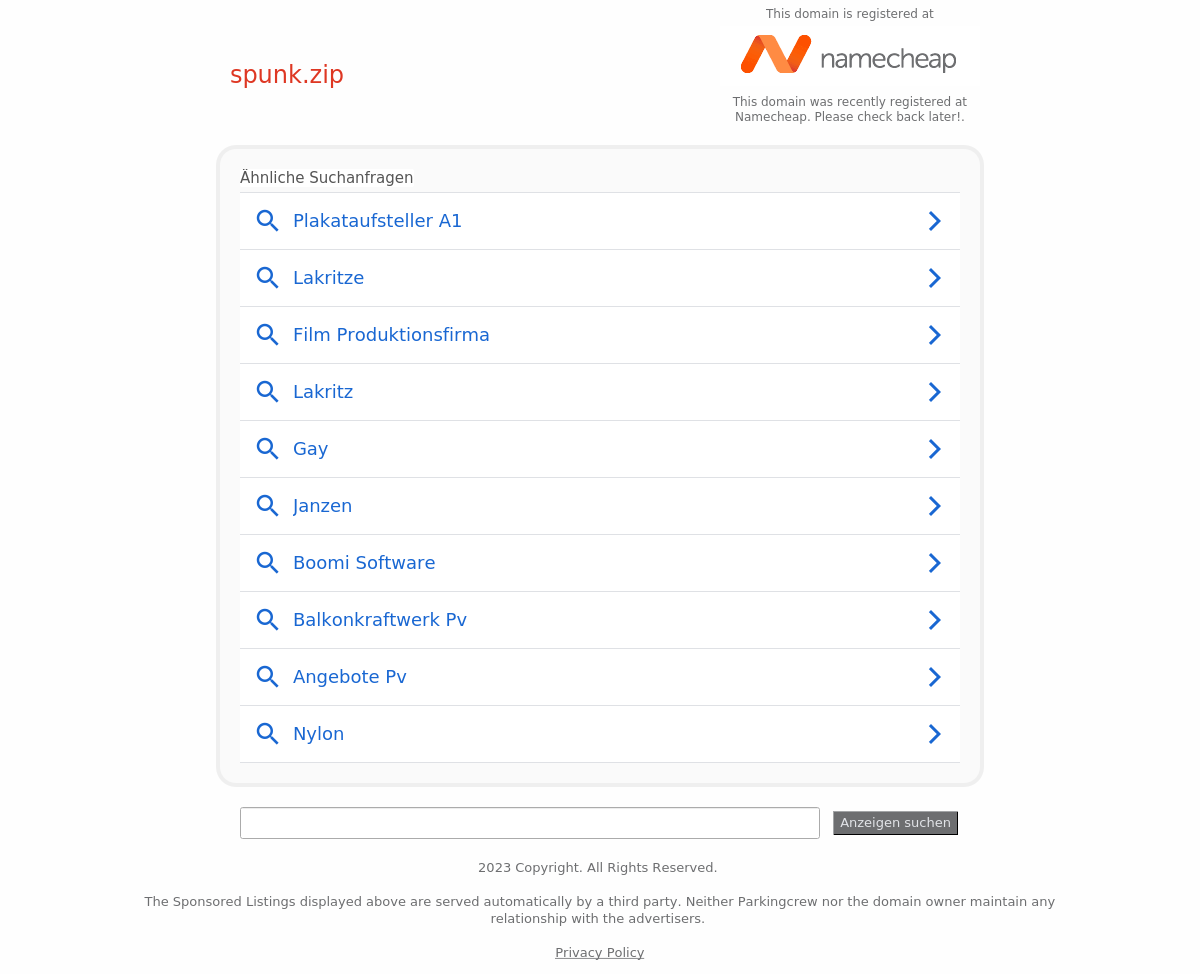 This domain is registered at
namecheap
spunk.zip
This domain was recently registered at
Namecheap. Please check back later!.
Ähnliche Suchanfragen
Plakataufsteller A1
Lakritze
Film Produktionsfirma
Lakritz
Gay
Janzen
Boomi Software
Balkonkraftwerk Pv
Angebote Pv
Nylon
Anzeigen suchen
2023 Copyright. All Rights Reserved.
The Sponsored Listings displayed above are served automatically by a third party. Neither Parkingcrew nor the domain owner maintain any
relationship with the advertisers.
Privacy Policy